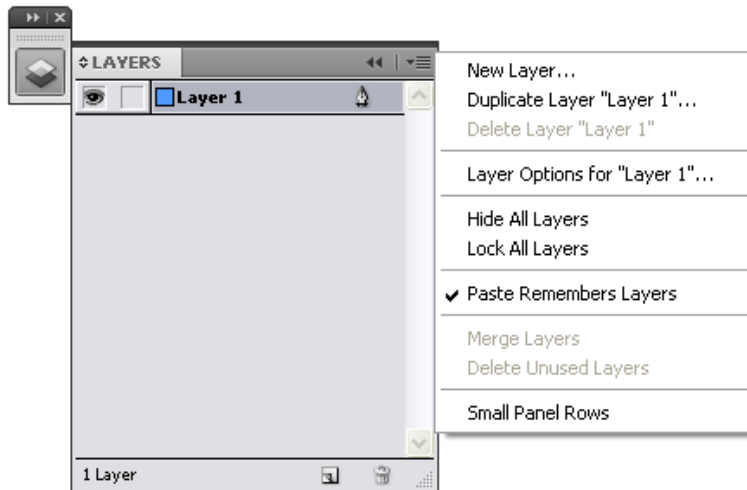 LAYERS
Layer 1
1 Layer
New Layer...
Duplicate Layer "Layer 1"...
Delete Layer "Layer 1"
Layer Options for "Layer 1"...
Hide All Layers
Lock All Layers
Paste Remembers Layers
Merge Layers
Delete Unused Layers
Small Panel Rows